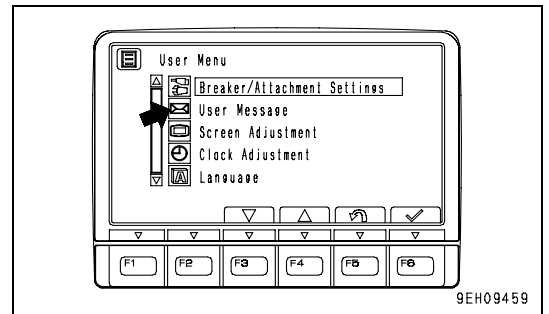 User Menu
Breaker/Attachment Settings
User Message
Screen Adjustment
Clock Adjustment
A Language
F1 F2 F3 F4 F5 F6
9EH09459